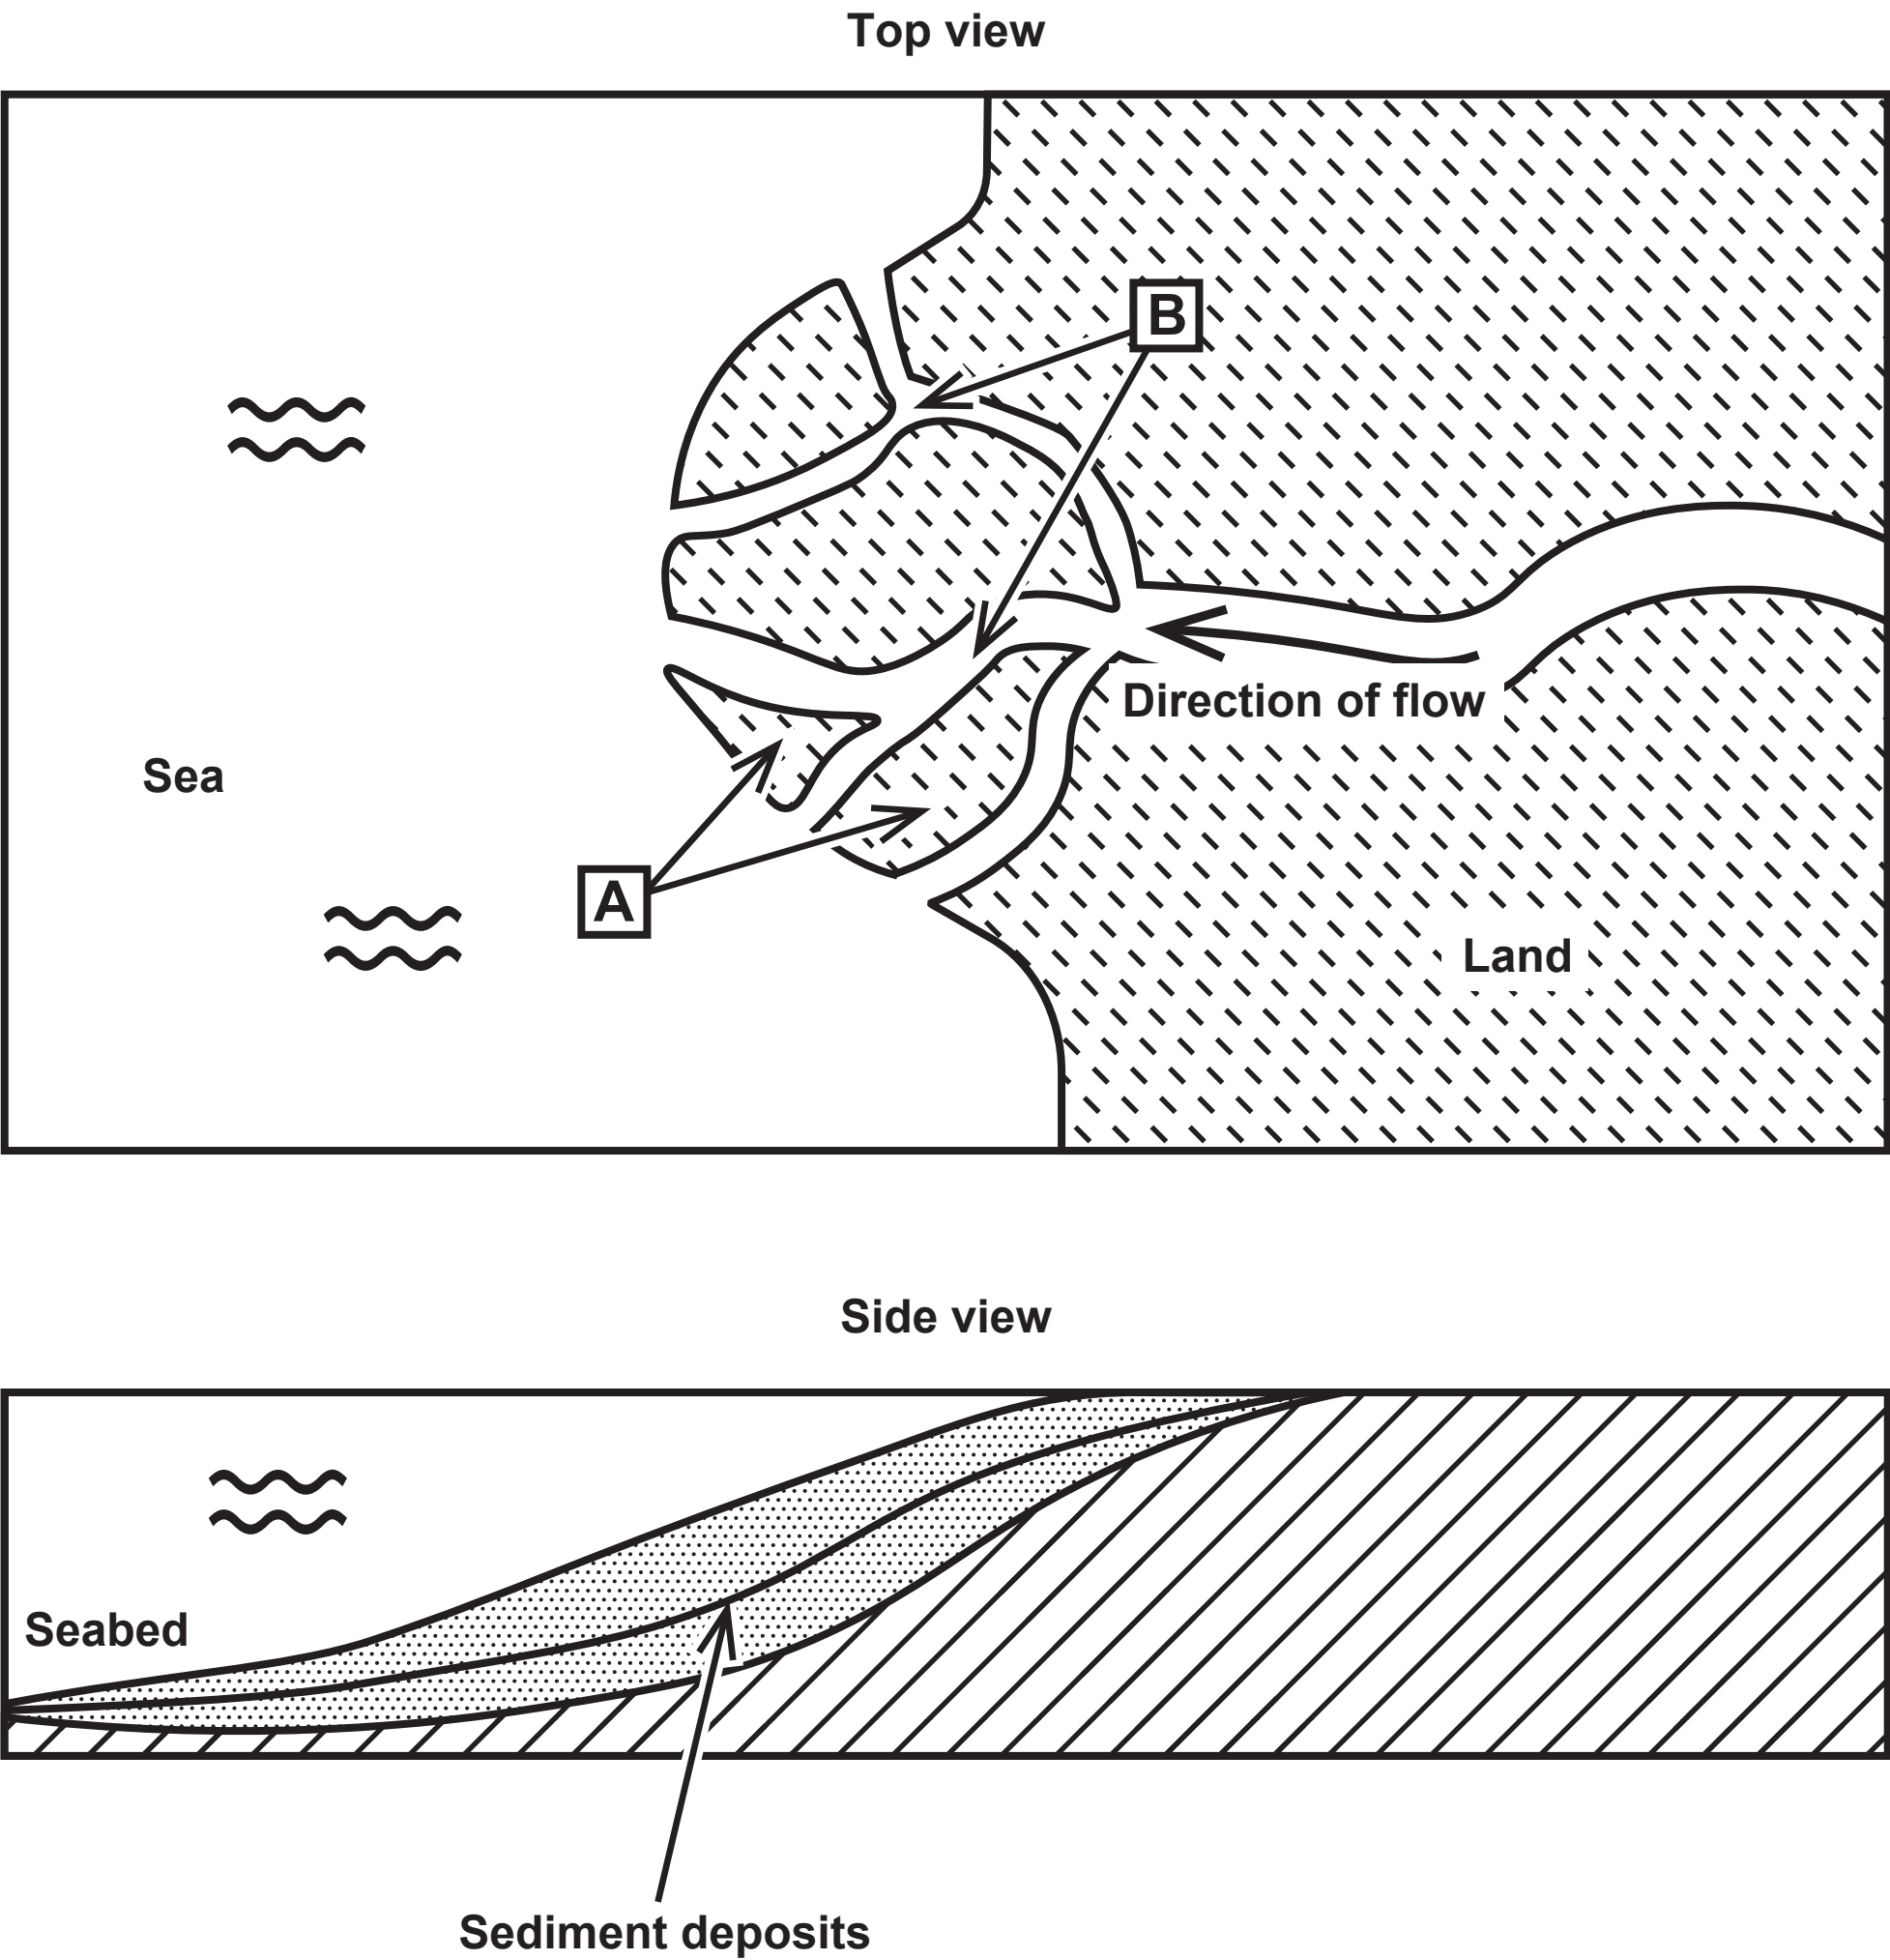 Top view
B
Direction of flow
Sea
A
Land
Side view
Seabed
Sediment deposits